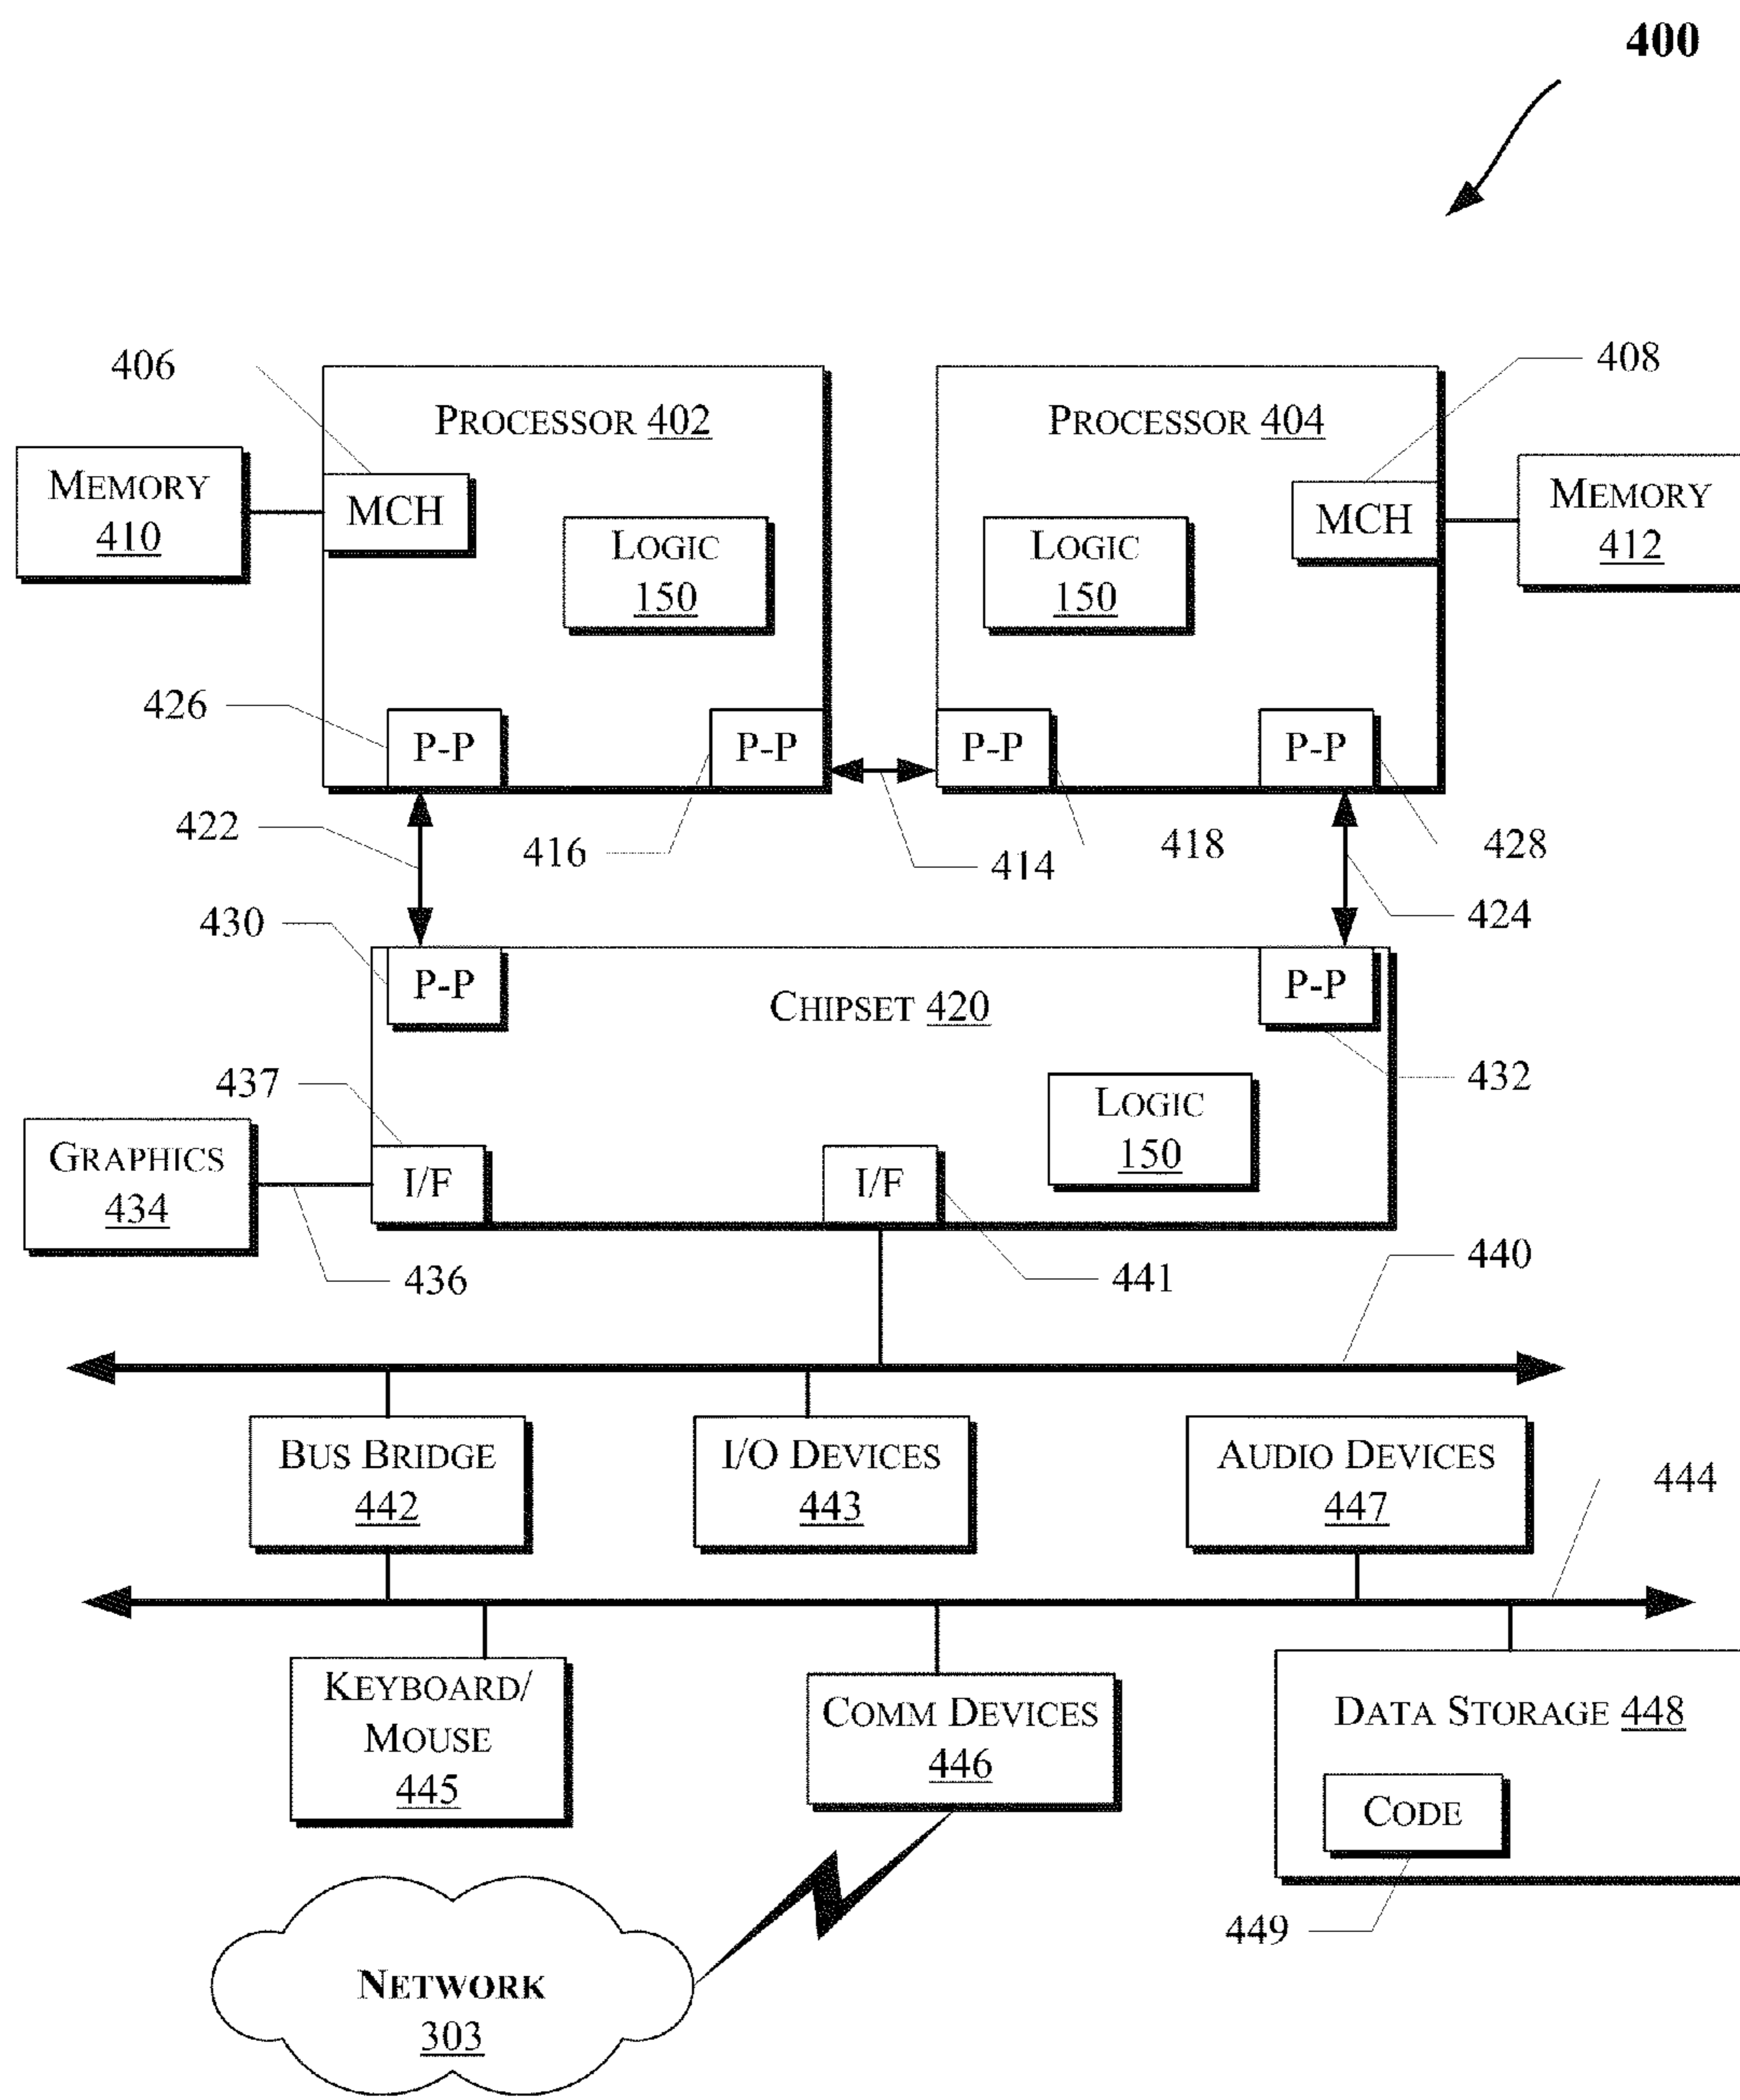 400
406
408
PROCESSOR 402
PROCESSOR 404
MEMORY
410
MCH
LOGIC
150
LOGIC
150
MCH
MEMORY
412
426
P-P
P-P
P-P
P-P
422
416
414
418
428
424
430
P-P
CHIPSET 420
P-P
432
437
LOGIC
150
GRAPHICS
434
I/F
I/F
436
441
440
BUS BRIDGE
442
I/O DEVICES
443
AUDIO DEVICES
447
444
KEYBOARD/
MOUSE
445
COMM DEVICES
446
DATA STORAGE 448
CODE
449
NETWORK
303